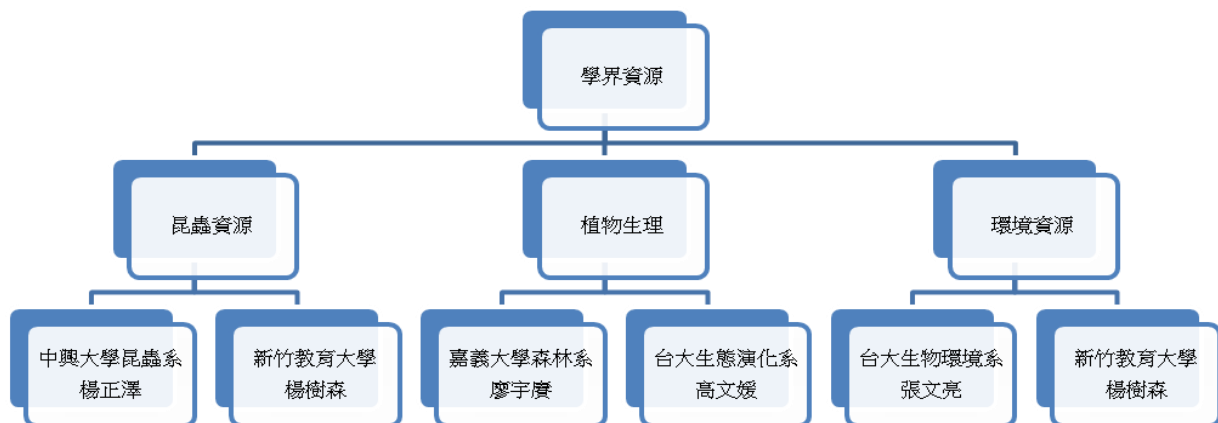 學界資源
昆蟲資源
植物生理
環境資源
中興大學昆蟲系
楊正澤
新竹教育大學
楊樹森
嘉義大學森林系
廖宇賡
台大生態演化系
高文媛
台大生物環境系
張文亮
新竹教育大學
楊樹森